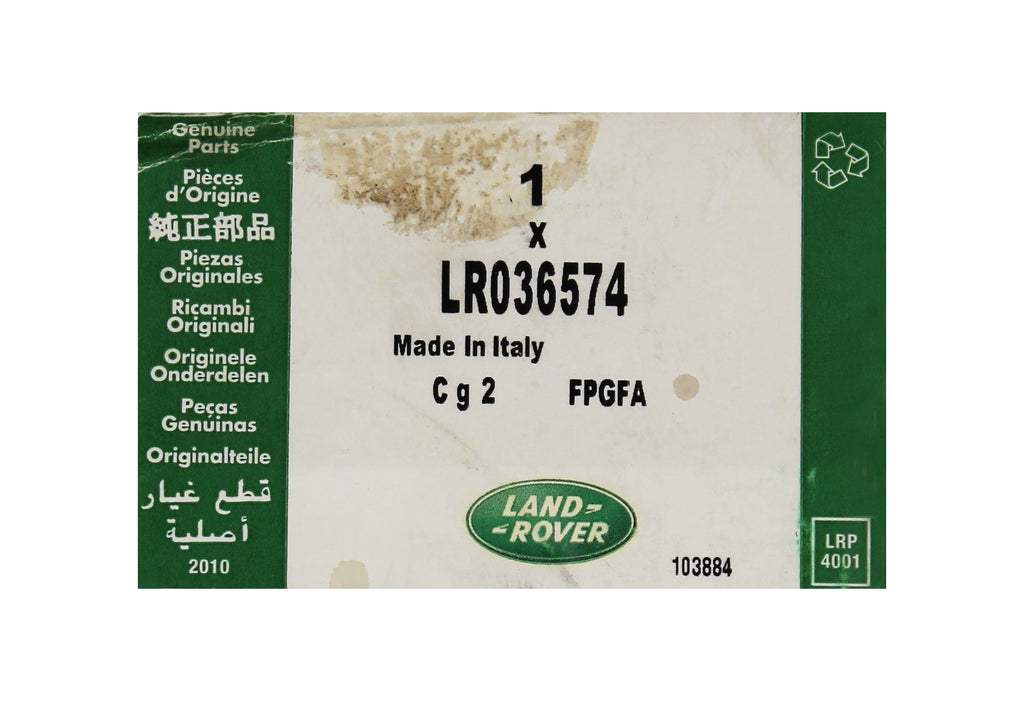 Genuine
Parts
Pièces
d'Origine
純正部品
Piezas
Originales
Ricambi
Originali
Originele
Onderdelen
Peças
Genuinas
Originalteile
قطع غيار
أصلية
2010
1
x
LR036574
Made In Italy
Cg2 FPGFA
LAND
ROVER
103884
LRP
4001